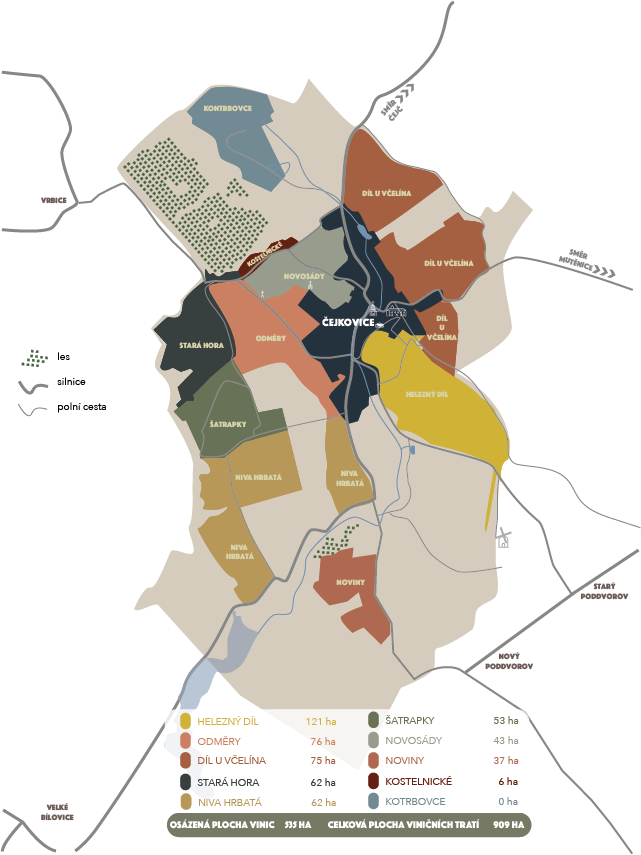 KONTRBOVCE
SMĚR
ČEJČ
VRBICE
DÍL U VČELÍNA
KOSTELNICKÉ
NOVOSÁDY
DÍL U VČELÍNA
SMĚR
MUTĚNICE
STARÁ HORA
ODMĚRY
ČEJKOVICE
DÍL
U
VČELÍNA
les
silnice
polní cesta
HELEZNÝ DÍL
ŠATRAPKY
NIVA HRBATÁ
NIVA
HRBATÁ
NIVA
HRBATÁ
NOVINY
STARÝ
PODDVOROV
NOVÝ
PODDVOROV
HELEZNÝ DÍL 121 ha
ODMĚRY 76 ha
DÍL U VČELÍNA 75 ha
STARÁ HORA 62 ha
NIVA HRBATÁ 62 ha
ŠATRAPKY 53 ha
NOVOSÁDY 43 ha
NOVINY 37 ha
KOSTELNICKÉ 6 ha
KOTRBOVCE 0 ha
VELKÉ
BÍLOVICE
OSÁZENÁ PLOCHA VINIC 535 HA CELKOVÁ PLOCHA VINIČNÍCH TRATÍ 909 HA